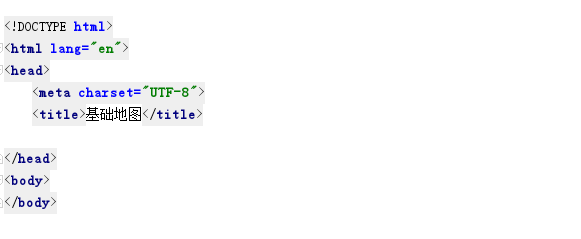 <!DOCTYPE html>
<html lang="en">
<head>
<meta charset="UTF-8">
<title>基础地图</title>
</head>
<body>
</body>